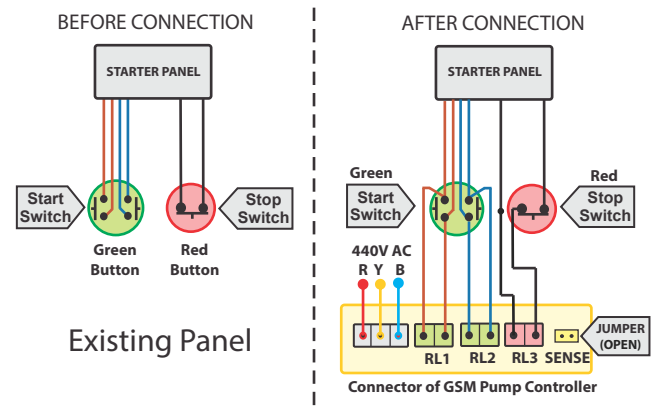 BEFORE CONNECTION
STARTER PANEL
Start
Switch
Stop
Switch
Green
Button
Red
Button
Existing Panel
AFTER CONNECTION
STARTER PANEL
Green
Start
Switch
Red
Stop
Switch
440V AC
R Y B
RL1 RL2 RL3 SENSE
JUMPER
(OPEN)
Connector of GSM Pump Controller